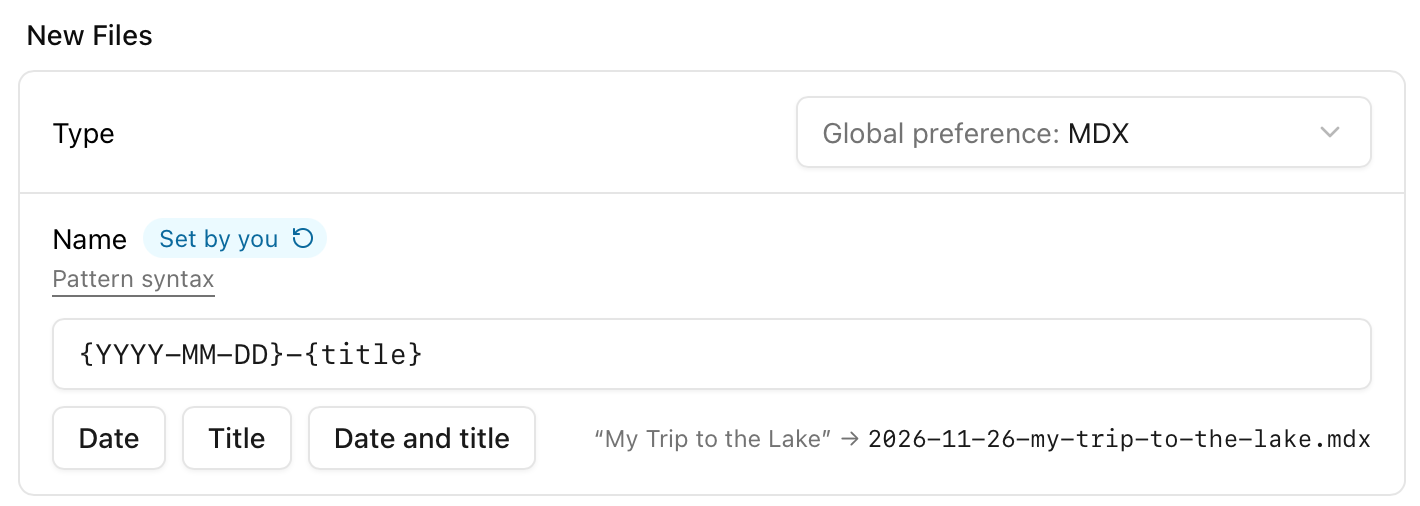 New Files
Type
Global preference: MDX
Name
Set by you
Pattern syntax
{YYYY-MM-DD}-{title}
Date
Title
Date and title
“My Trip to the Lake” → 2026-11-26-my-trip-to-the-lake.mdx